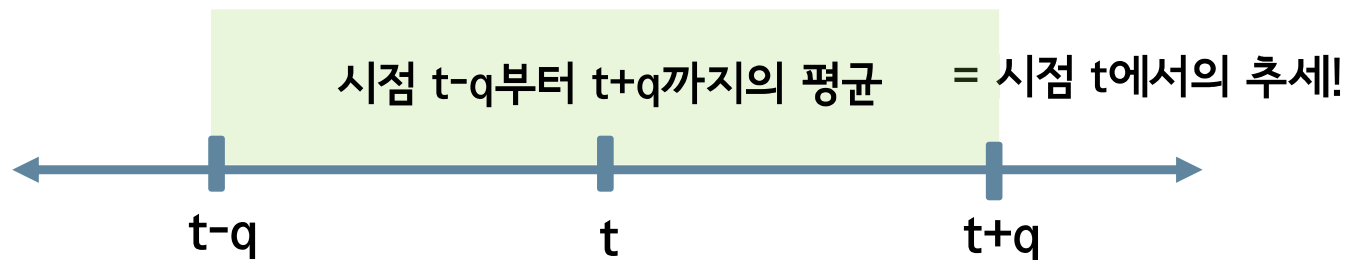 시점 t-q부터 t+q까지의 평균 = 시점 t에서의 추세!
t-q t t+q